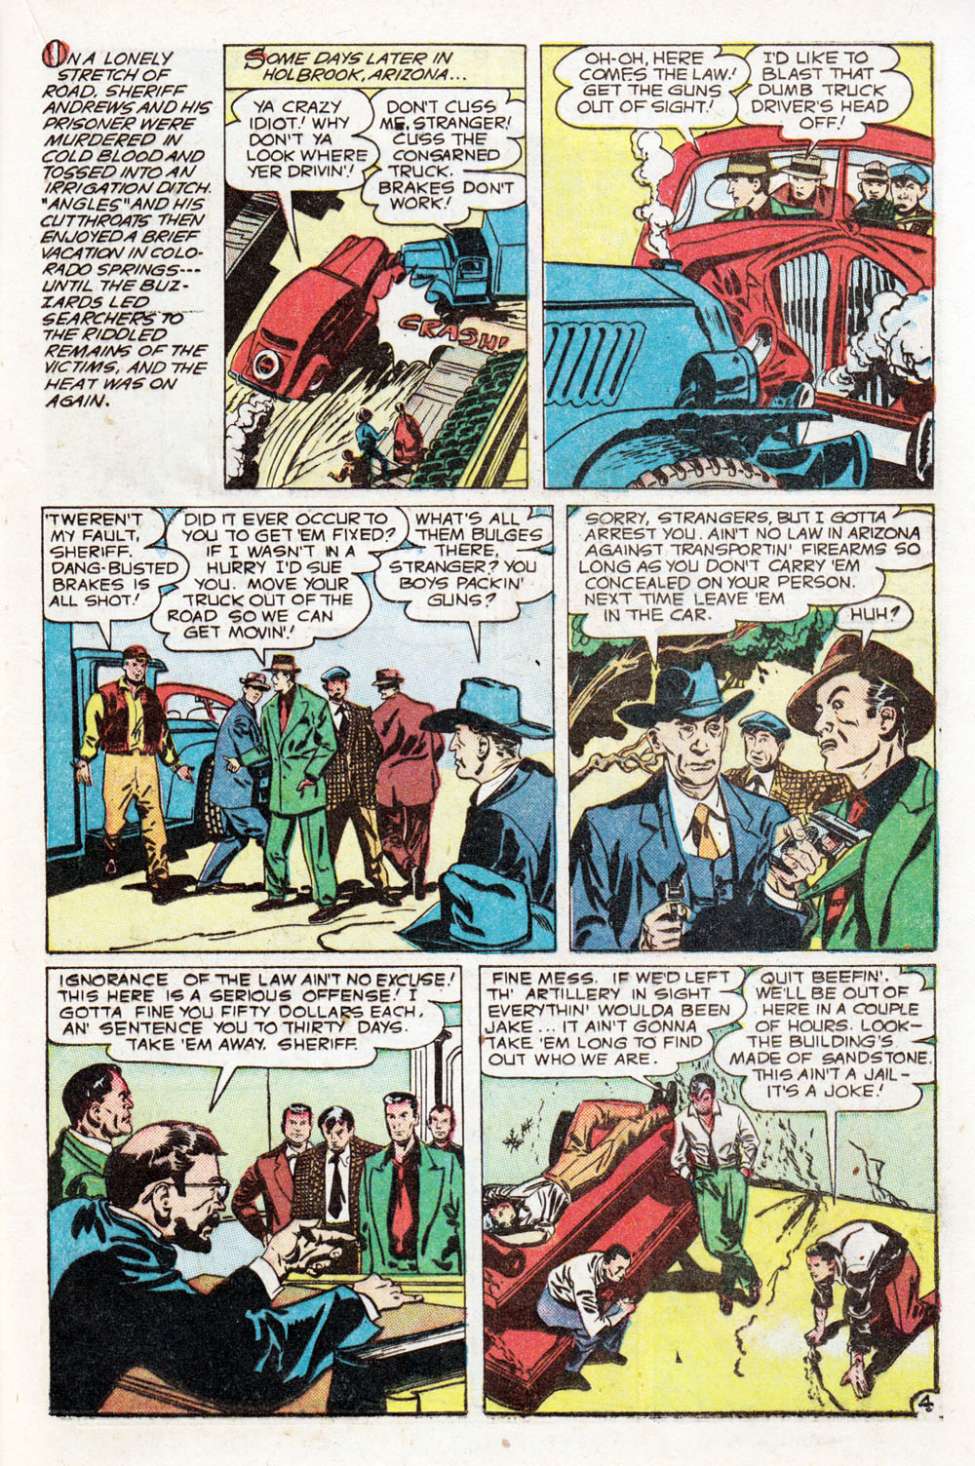 ON A LONELY
STRETCH OF
ROAD, SHERIFF
ANDREWS AND HIS
PRISONER WERE
MURDERED IN
COLD BLOOD AND
TOSSED INTO AN
IRRIGATION DITCH.
"ANGLES" AND HIS
CUTTHROATS THEN
ENJOYED A BRIEF
VACATION IN COLO-
RADO SPRINGS---
UNTIL THE BUZ-
ZARDS LED
SEARCHERS TO
THE RIDDLED
REMAINS OF THE
VICTIMS, AND THE
HEAT WAS ON
AGAIN.
SOME DAYS LATER IN
HOLBROOK, ARIZONA...
YA CRAZY
IDIOT! WHY
DON'T YA
LOOK WHERE
YER DRIVIN'!
DON'T CUSS
ME, STRANGER!
CUSS THE
CONSARNED
TRUCK.
BRAKES DON'T
WORK!
CRASH!
OH-OH, HERE
COMES THE LAW!
GET THE GUNS
OUT OF SIGHT!
I'D LIKE TO
BLAST THAT
DUMB TRUCK
DRIVER'S HEAD
OFF!
'TWEREN'T
MY FAULT,
SHERIFF.
DANG-BUSTED
BRAKES IS
ALL SHOT!
DID IT EVER OCCUR TO
YOU TO GET 'EM FIXED?
IF I WASN'T IN A
HURRY I'D SUE
YOU. MOVE YOUR
TRUCK OUT OF THE
ROAD SO WE CAN
GET MOVIN'!
WHAT'S ALL
THEM BULGES
THERE,
STRANGER? YOU
BOYS PACKIN'
GUNS?
SORRY, STRANGERS, BUT I GOTTA
ARREST YOU. AIN'T NO LAW IN ARIZONA
AGAINST TRANSPORTIN' FIREARMS SO
LONG AS YOU DON'T CARRY 'EM
CONCEALED ON YOUR PERSON.
NEXT TIME LEAVE 'EM
IN THE CAR.
HUH?
IGNORANCE OF THE LAW AIN'T NO EXCUSE!
THIS HERE IS A SERIOUS OFFENSE! I
GOTTA FINE YOU FIFTY DOLLARS EACH,
AN' SENTENCE YOU TO THIRTY DAYS.
TAKE 'EM AWAY, SHERIFF.
FINE MESS. IF WE'D LEFT
TH' ARTILLERY IN SIGHT
EVERYTHIN' WOULDA BEEN
JAKE... IT AIN'T GONNA
TAKE 'EM LONG TO FIND
OUT WHO WE ARE.
QUIT BEEFIN'.
WE'LL BE OUT OF
HERE IN A COUPLE
OF HOURS. LOOK—
THE BUILDING'S
MADE OF SANDSTONE.
THIS AIN'T A JAIL-
IT'S A JOKE!
4